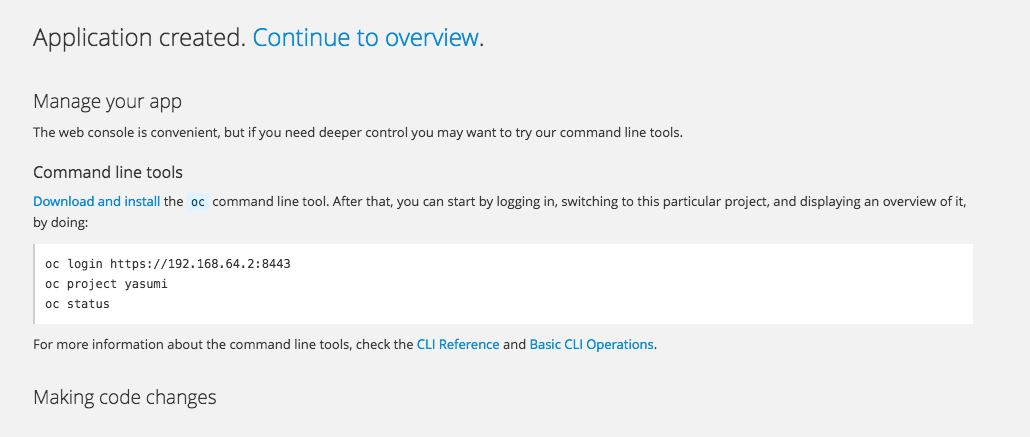 Application created. Continue to overview.
Manage your app
The web console is convenient, but if you need deeper control you may want to try our command line tools.
Command line tools
Download and install the oc command line tool. After that, you can start by logging in, switching to this particular project, and displaying an overview of it,
by doing:
oc login https://192.168.64.2:8443
oc project yasumi
oc status
For more information about the command line tools, check the CLI Reference and Basic CLI Operations.
Making code changes